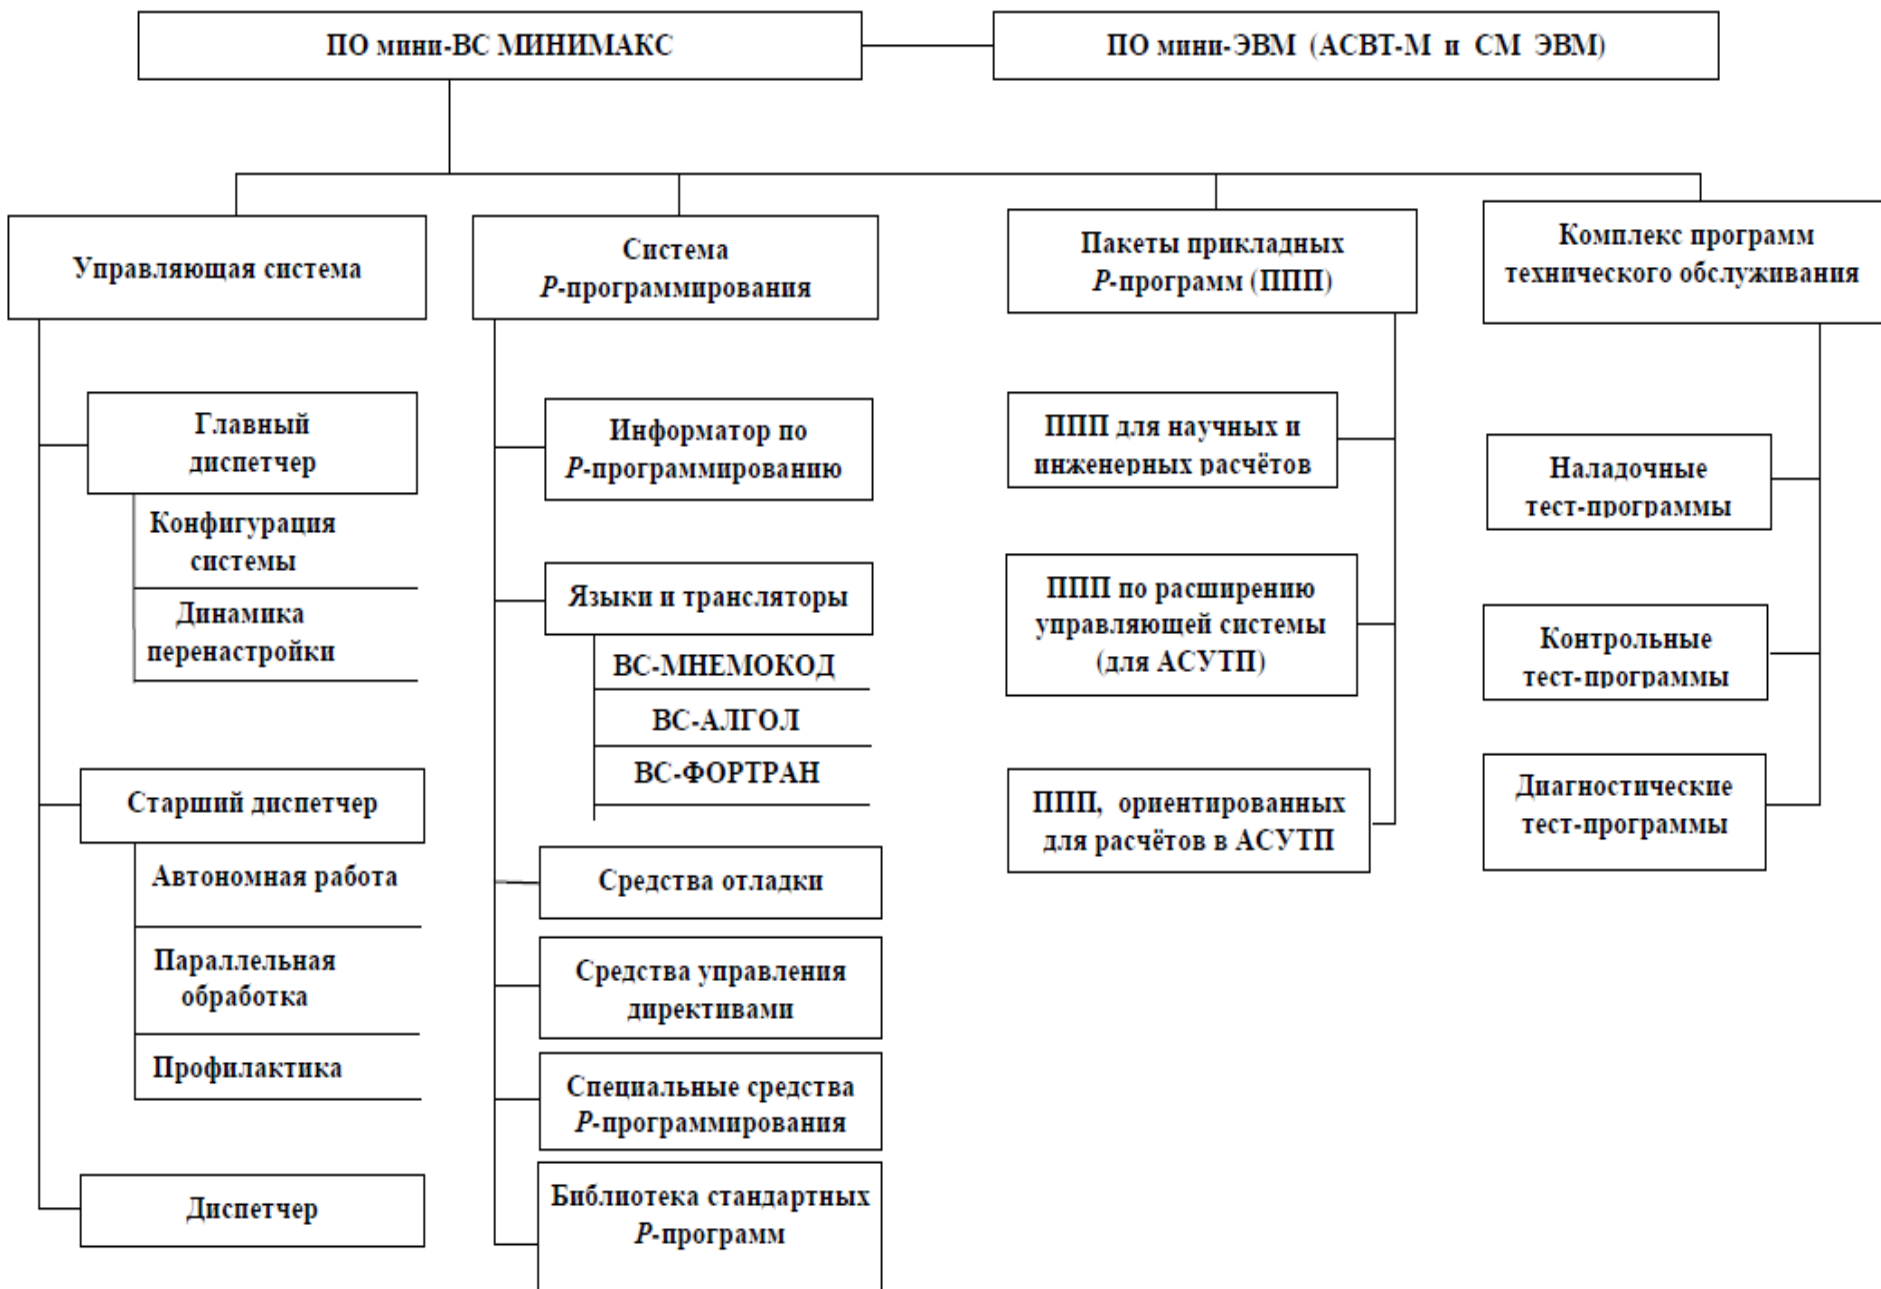 ПО мини-ВС МИНИМАКС
ПО мини-ЭВМ (АСВТ-М и СМ ЭВМ)
Управляющая система
Главный
диспетчер
Конфигурация
системы
Динамика
перенастройки
Старший диспетчер
Автономная работа
Параллельная
обработка
Профилактика
Диспетчер
Система
P-программирования
Информатор по
P-программированию
Языки и трансляторы
ВС-МНЕМОКОД
ВС-АЛГОЛ
ВС-ФОРТРАН
Средства отладки
Средства управления
директивами
Специальные средства
P-программирования
Библиотека стандартных
P-программ
Пакеты прикладных
P-программ (ППП)
ППП для научных и
инженерных расчётов
ППП по расширению
управляющей системы
(для АСУТП)
ППП, ориентированных
для расчётов в АСУТП
Комплекс программ
технического обслуживания
Наладочные
тест-программы
Контрольные
тест-программы
Диагностические
тест-программы